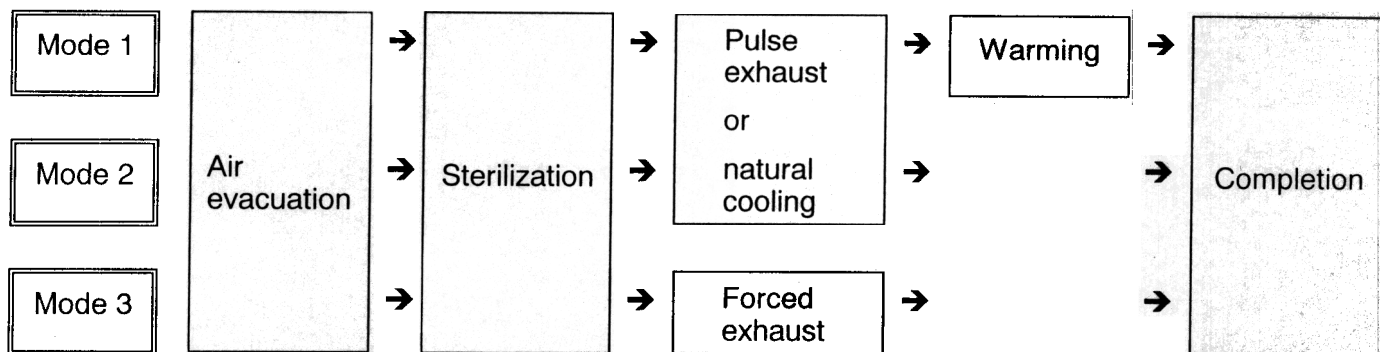 Mode 1
Mode 2
Mode 3
Air
evacuation
➔
➔
➔
Sterilization
➔
➔
➔
Pulse
exhaust
or
natural
cooling
Forced
exhaust
➔
➔
➔
Warming
➔
➔
➔
Completion